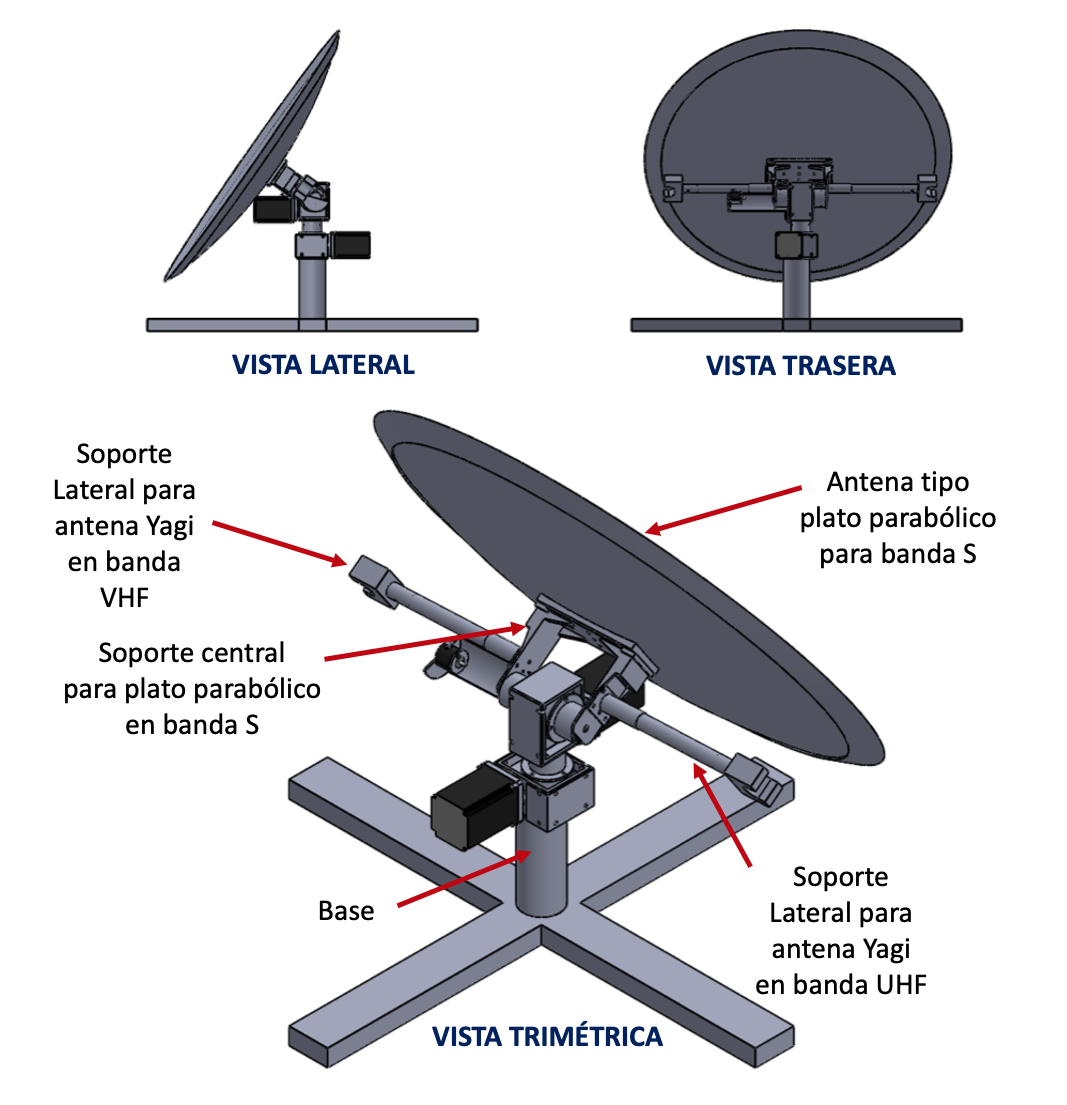 VISTA LATERAL
VISTA TRASERA
Soporte
Lateral para
antena Yagi
en banda
VHF
Antena tipo
plato parabólico
para banda S
Soporte central
para plato parabólico
en banda S
Base
Soporte
Lateral para
antena Yagi
en banda UHF
VISTA TRIMÉTRICA